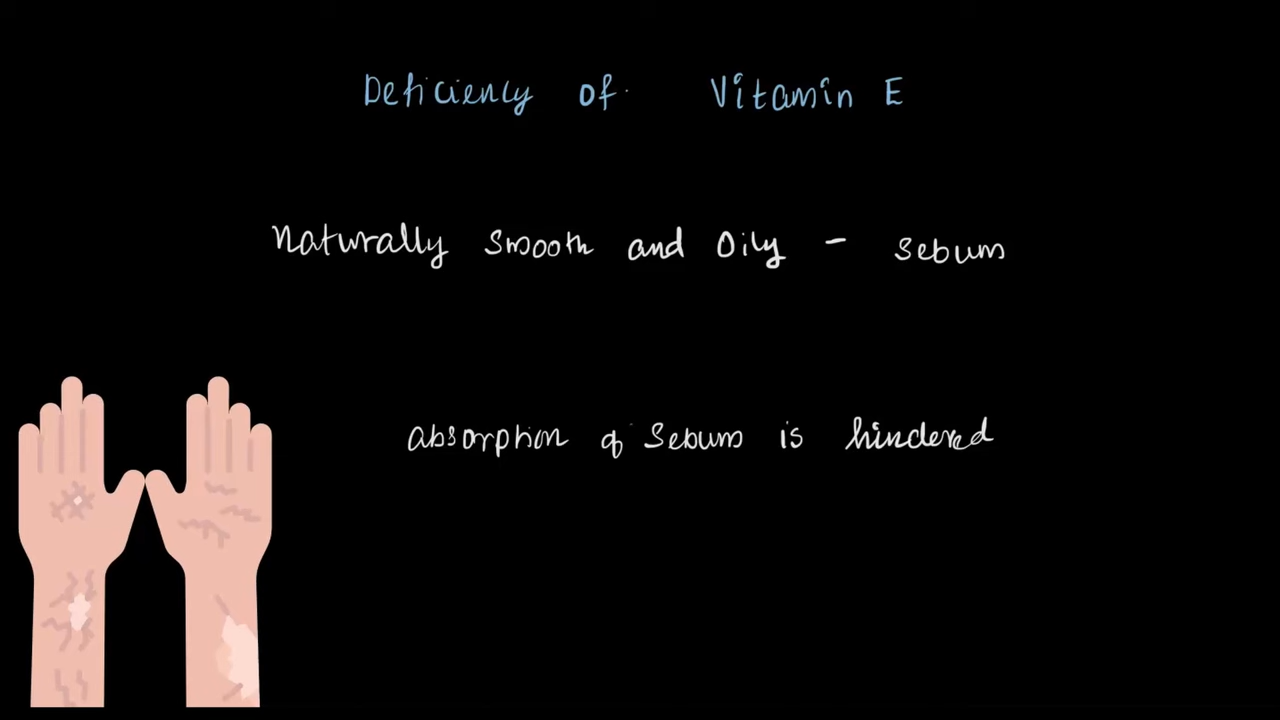 Deficiency of Vitamin E
Naturally Smooth and Oily - Sebum
absorption of Sebum is hindered